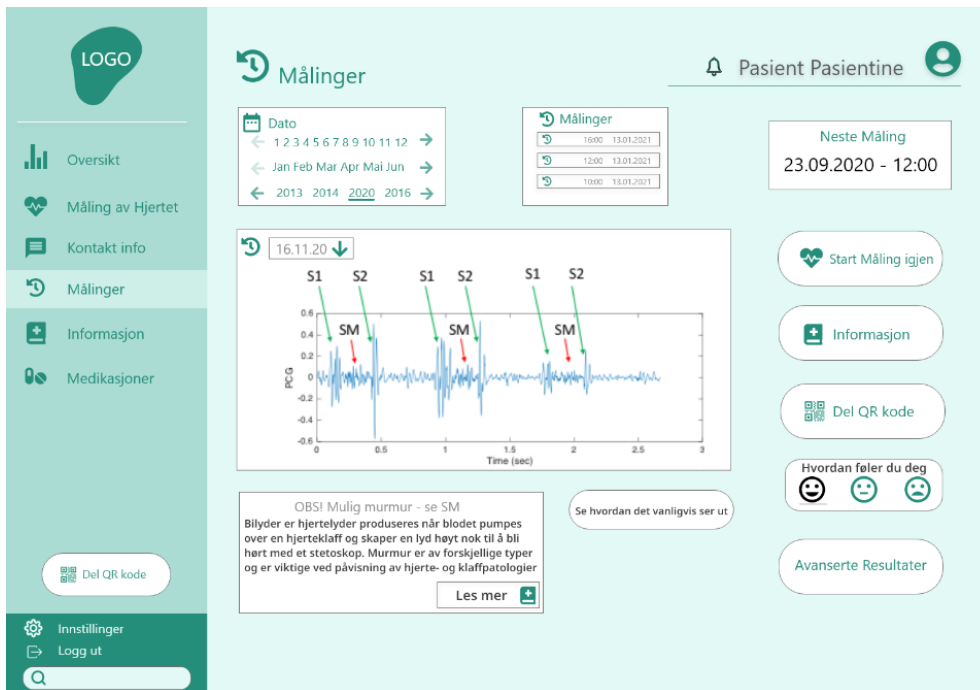 LOGO
Oversikt
Måling av Hjertet
Kontakt info
Målinger
Informasjon
Medikasjoner
Del QR kode
Innstillinger
Logg ut
Målinger
Pasient Pasientine
Dato
1 2 3 4 5 6 7 8 9 10 11 12
Jan Feb Mar Apr Mai Jun
2013 2014 2020 2016
Målinger
16:00 13.01.2021
12:00 13.01.2021
10:00 13.01.2021
Neste Måling
23.09.2020 - 12:00
16.11.20
S1 S2 S1 S2 S1 S2
SM SM SM
0.6
0.4
0.2
0
-0.2
-0.4
-0.6
PCG
0 0.5 1 1.5 2 2.5 3
Time (sec)
Start Måling igjen
Informasjon
Del QR kode
Hvordan føler du deg
Avanserte Resultater
OBS! Mulig murmur - se SM
Bilyder er hjertelyder produseres når blodet pumpes
over en hjerteklaff og skaper en lyd høyt nok til å bli
hørt med et stetoskop. Murmur er av forskjellige typer
og er viktige ved påvisning av hjerte- og klaffpatologier
Les mer
Se hvordan det vanligvis ser ut